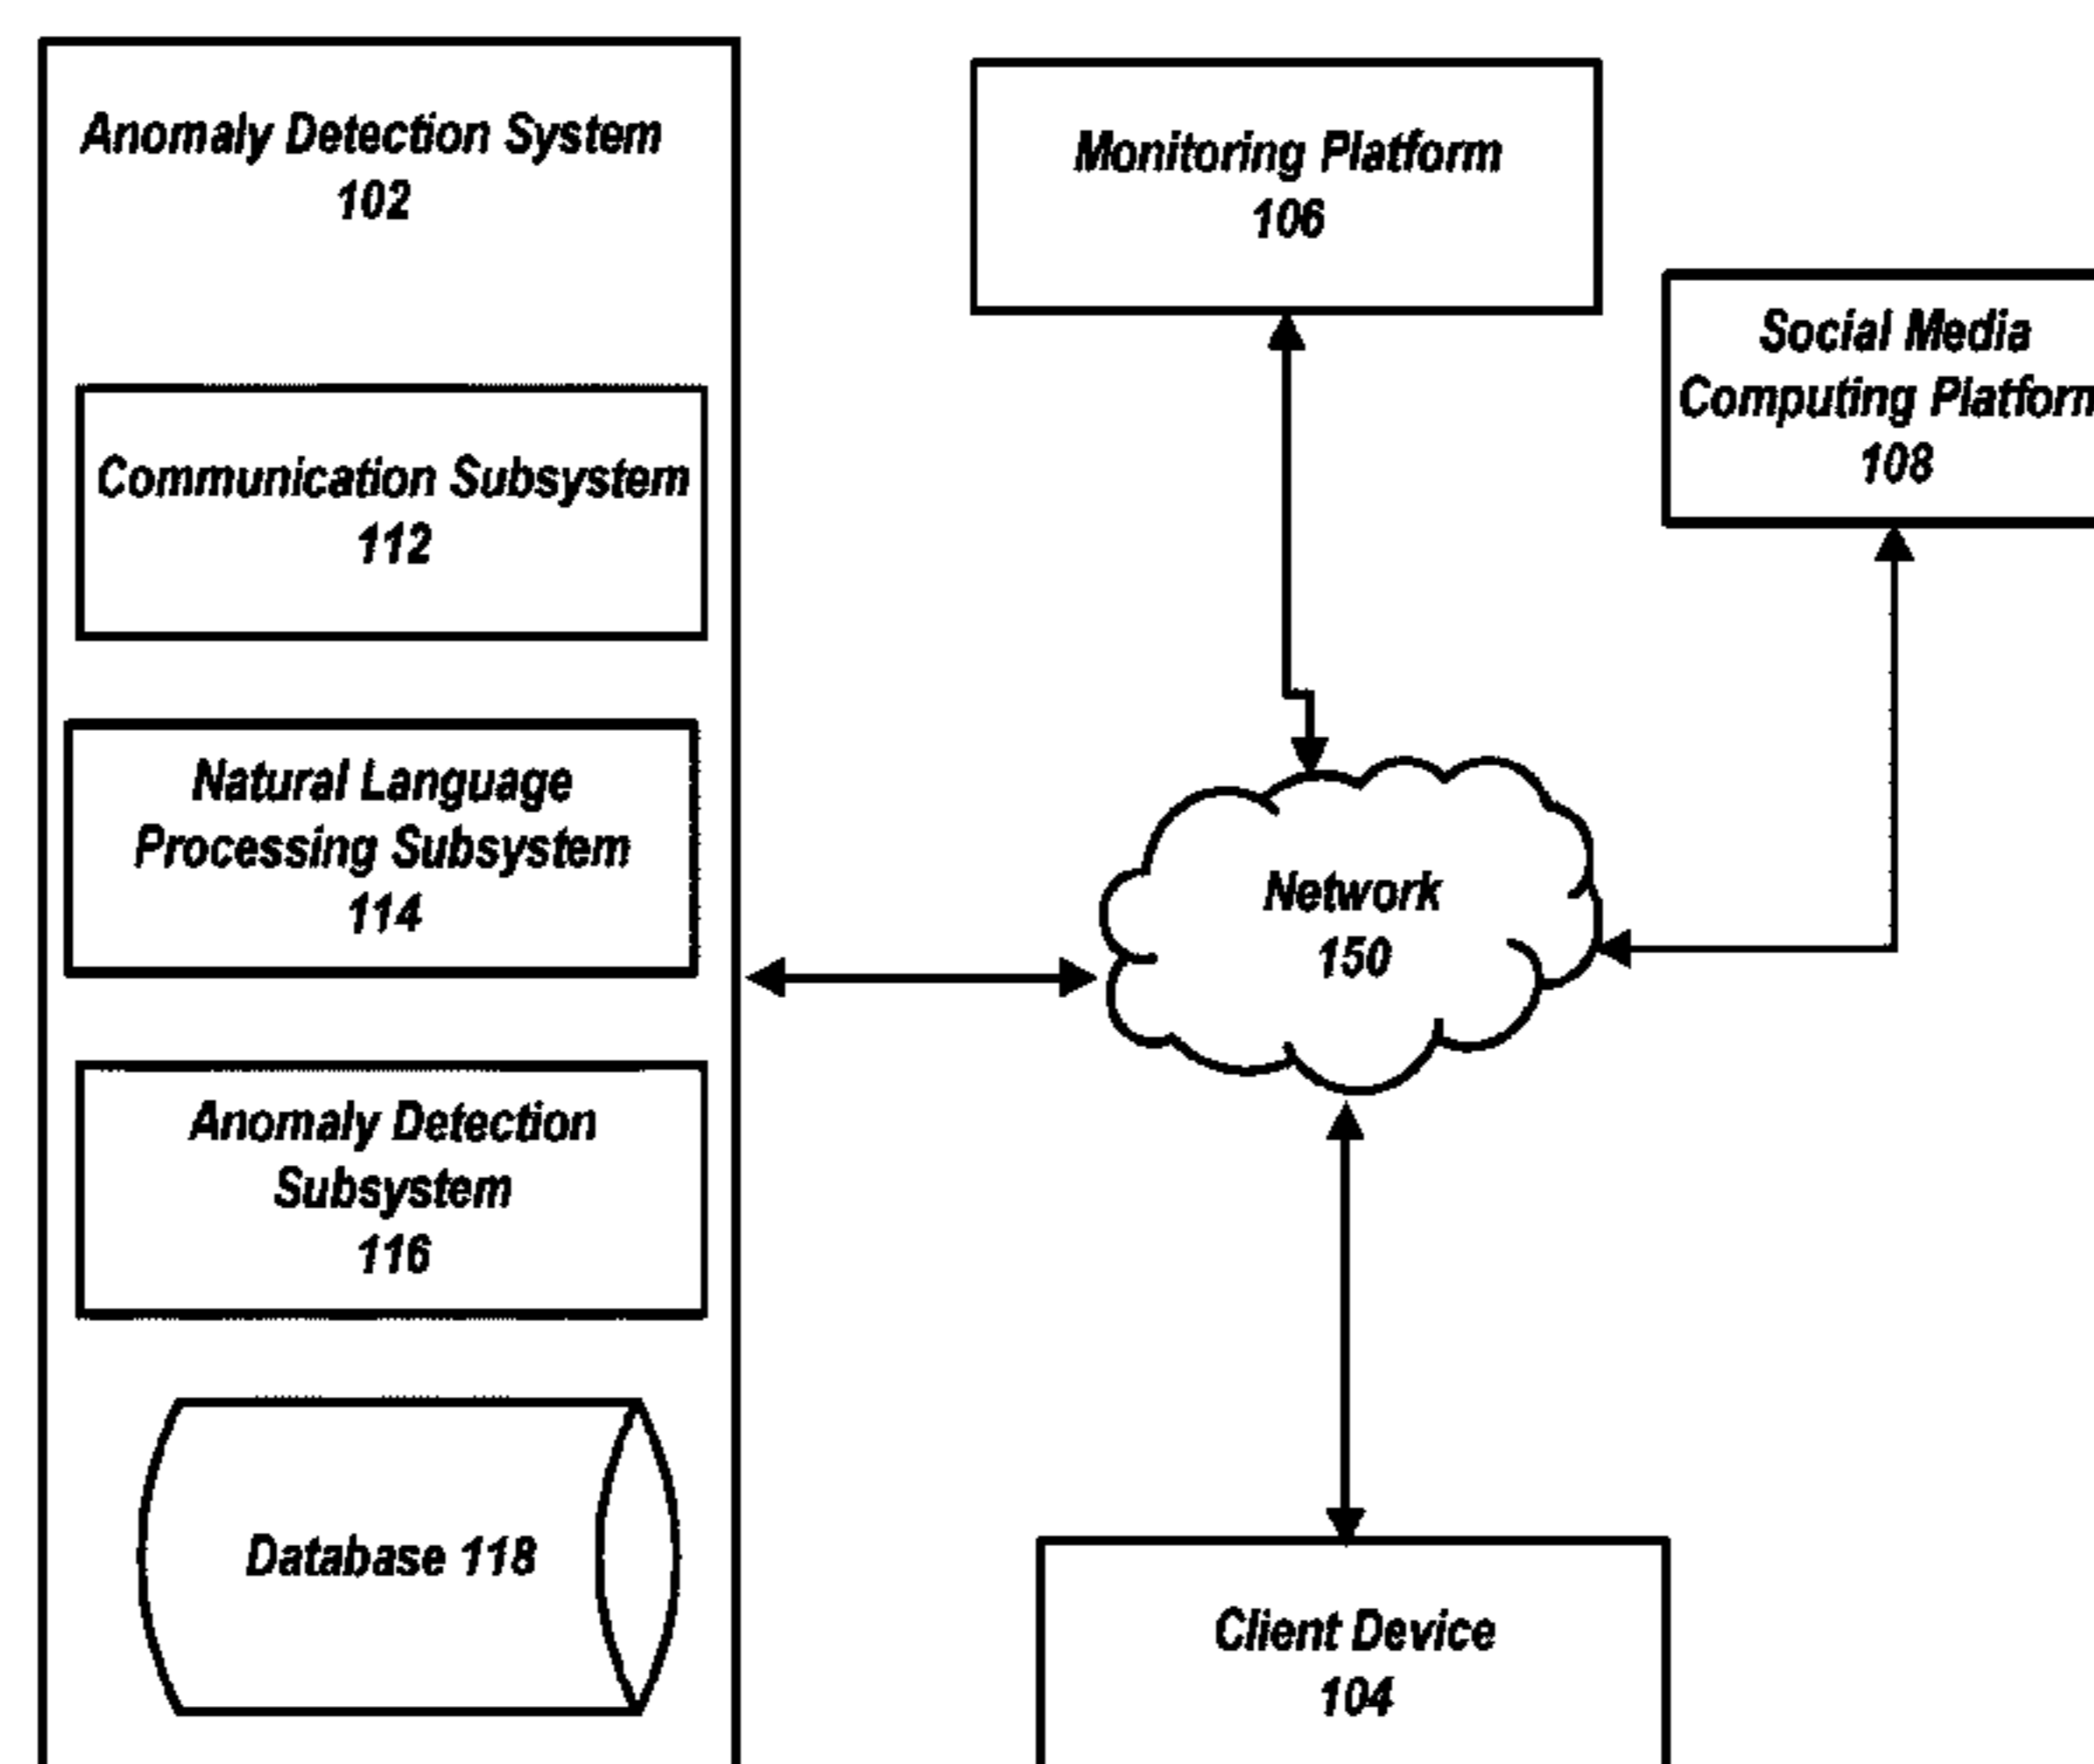 Anomaly Detection System
102
Communication Subsystem
112
Natural Language
Processing Subsystem
114
Anomaly Detection
Subsystem
116
Database 118
Monitoring Platform
106
Social Media
Computing Platform
108
Network
150
Client Device
104